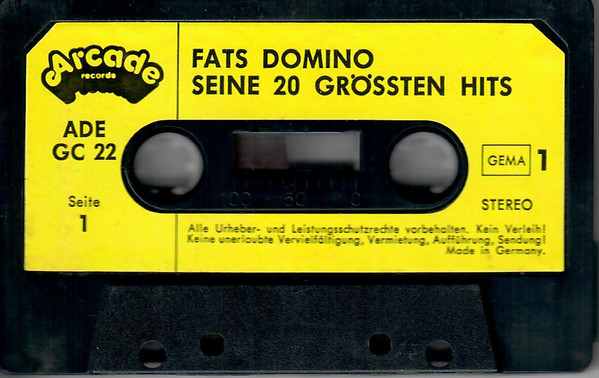 Arcade
records
FATS DOMINO
SEINE 20 GRÖSSTEN HITS
ADE
GC 22
GEMA 1
Seite
1
STEREO
100 50 0
Alle Urheber- und Leistungsschutzrechte vorbehalten. Kein Verleih!
Keine unerlaubte Vervielfältigung, Vermietung, Aufführung, Sendung!
Made in Germany.